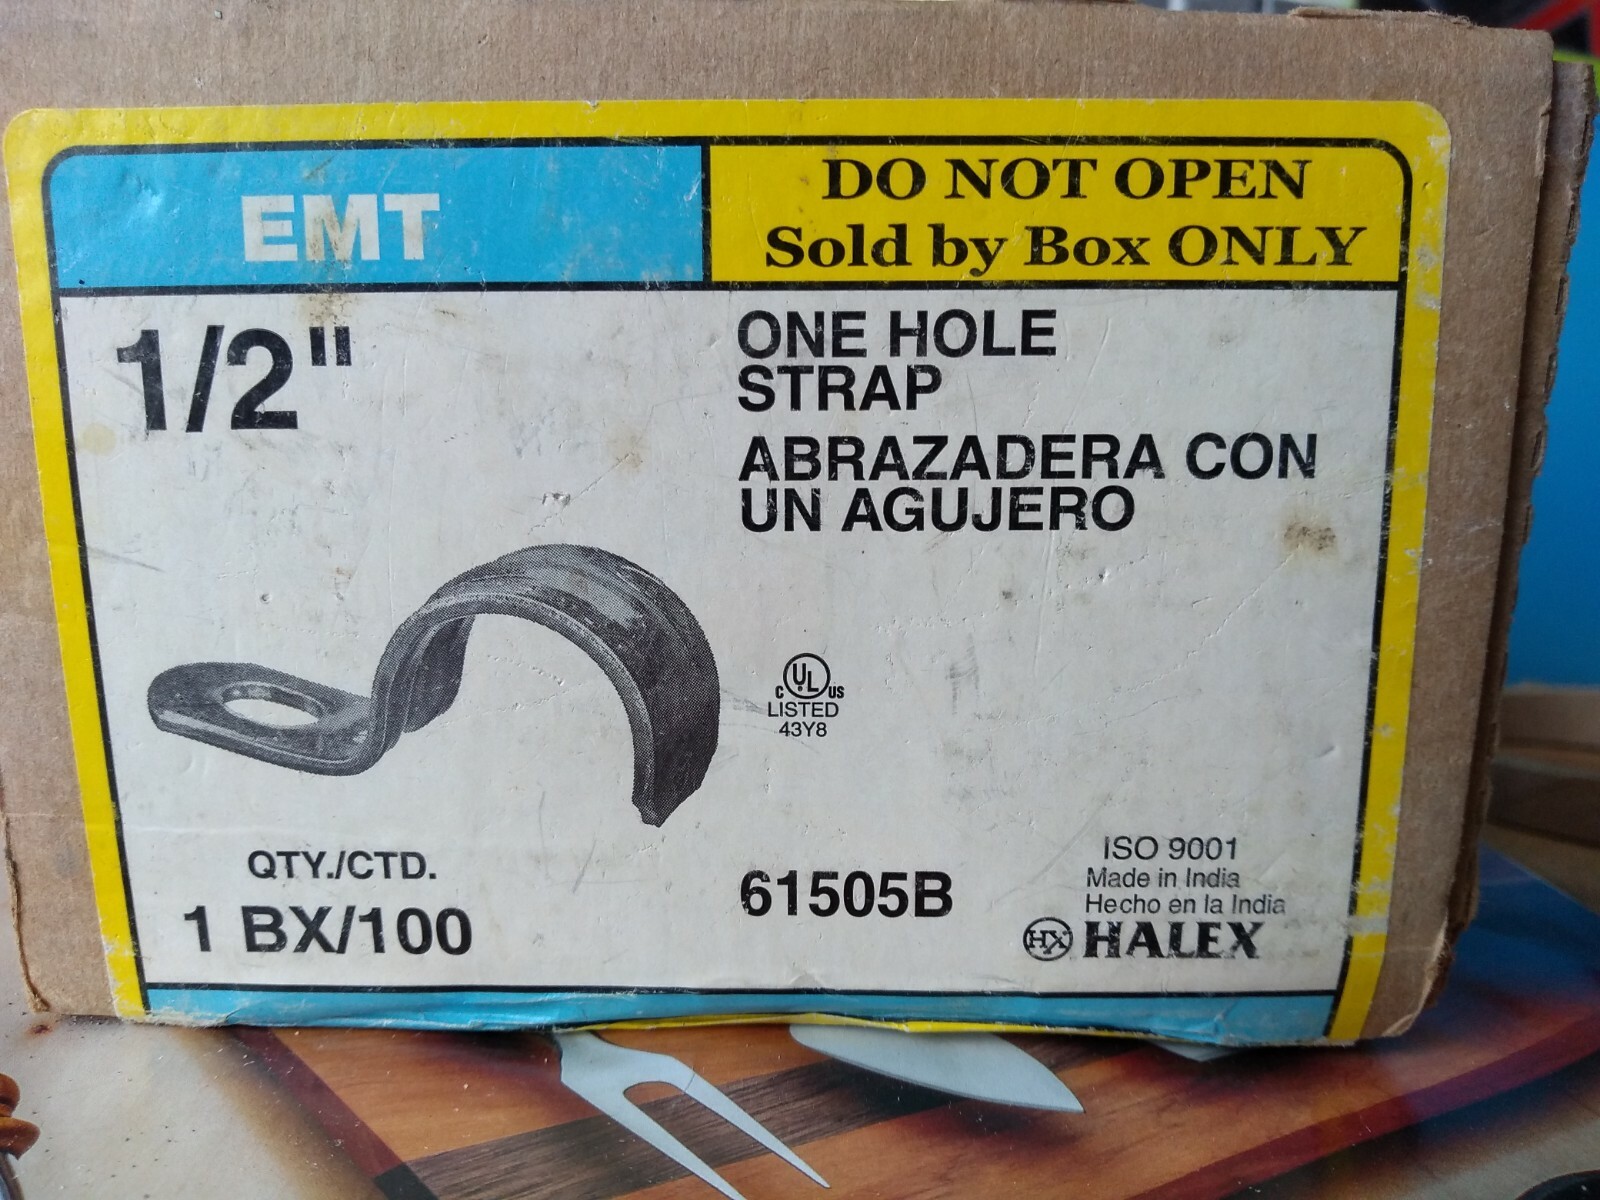 EMT
DO NOT OPEN
Sold by Box ONLY
1/2"
ONE HOLE
STRAP
ABRAZADERA CON
UN AGUJERO
C UL US
LISTED
43Y8
QTY./CTD.
1 BX/100
61505B
ISO 9001
Made in India
Hecho en la India
HX HALEX